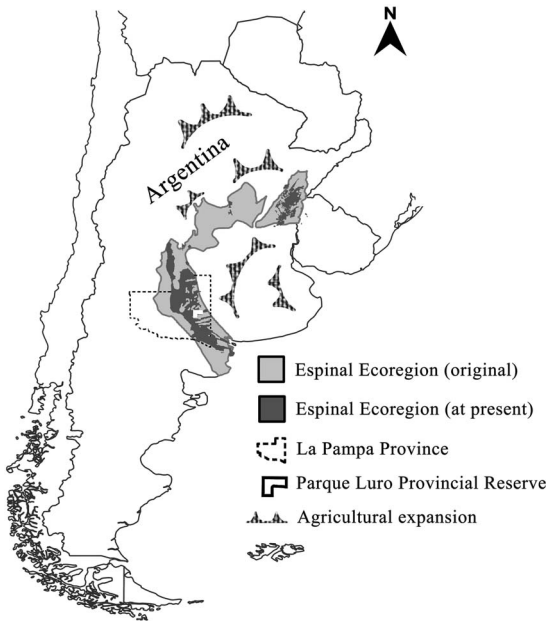 N
Argentina
Espinal Ecoregion (original)
Espinal Ecoregion (at present)
La Pampa Province
Parque Luro Provincial Reserve
Agricultural expansion